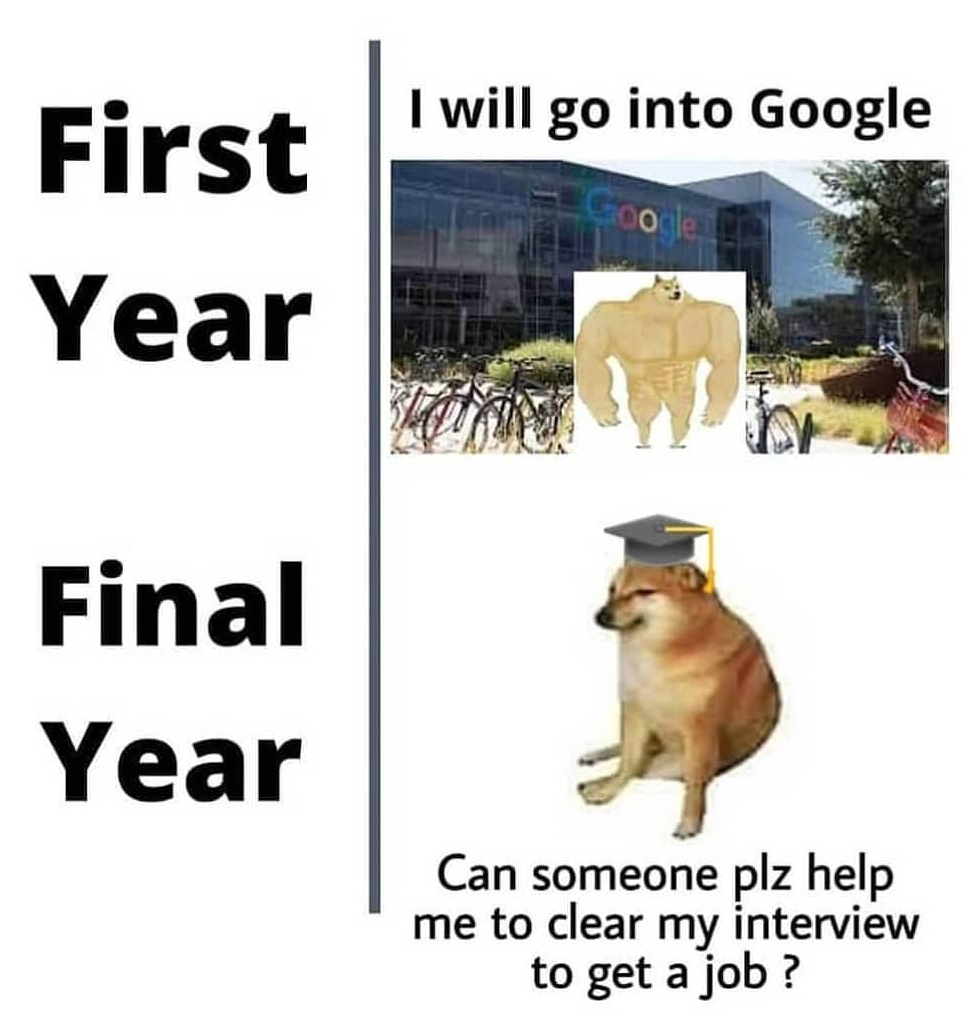 First
Year
I will go into Google
Google
Final
Year
Can someone plz help
me to clear my interview
to get a job ?